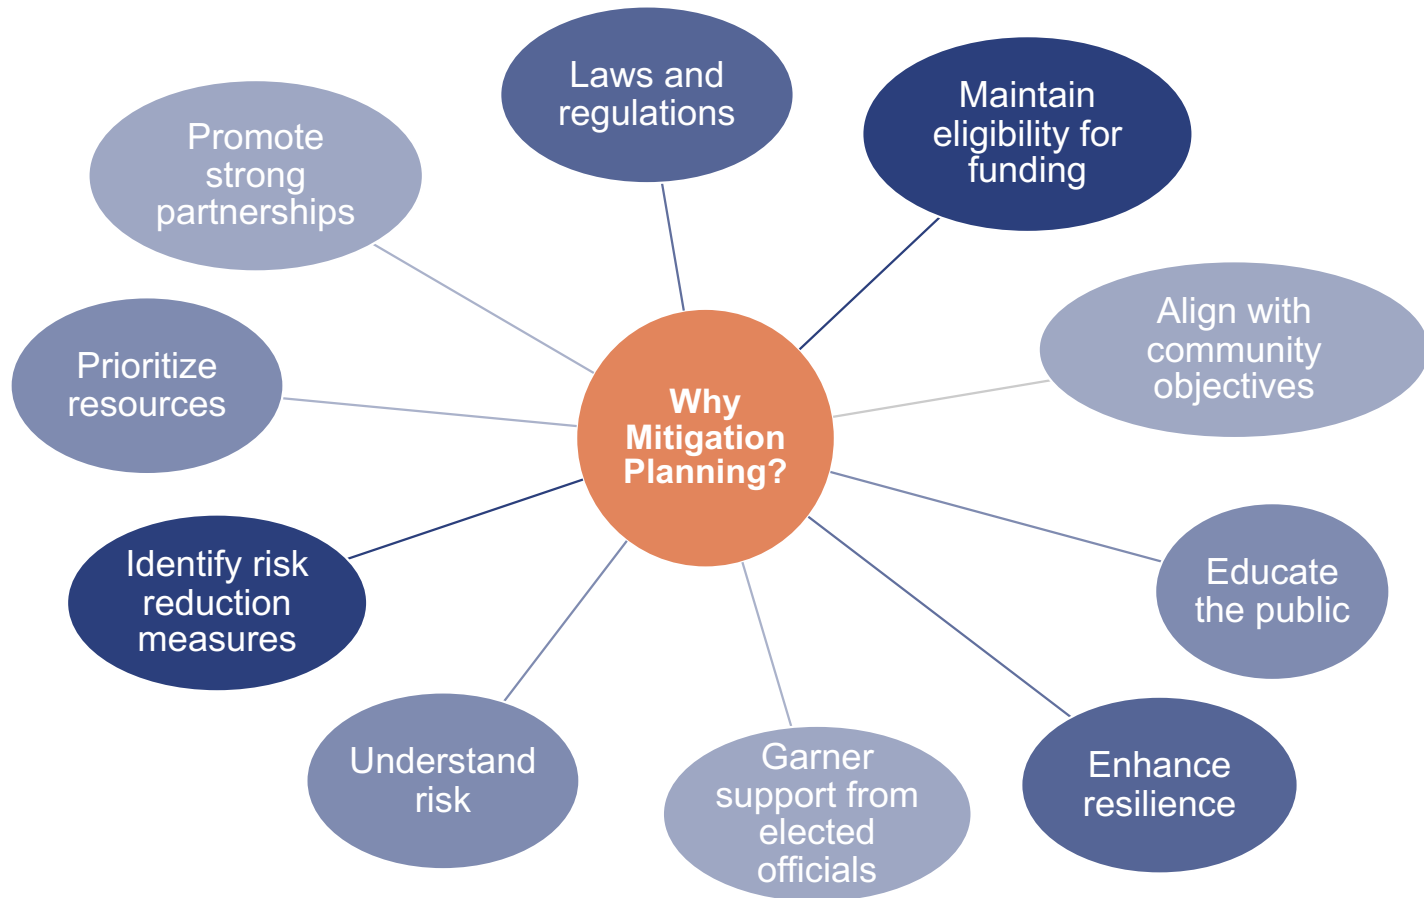 Why
Mitigation
Planning?
Laws and
regulations
Maintain
eligibility for
funding
Align with
community
objectives
Educate
the public
Enhance
resilience
Garner
support from
elected
officials
Understand
risk
Identify risk
reduction
measures
Prioritize
resources
Promote
strong
partnerships